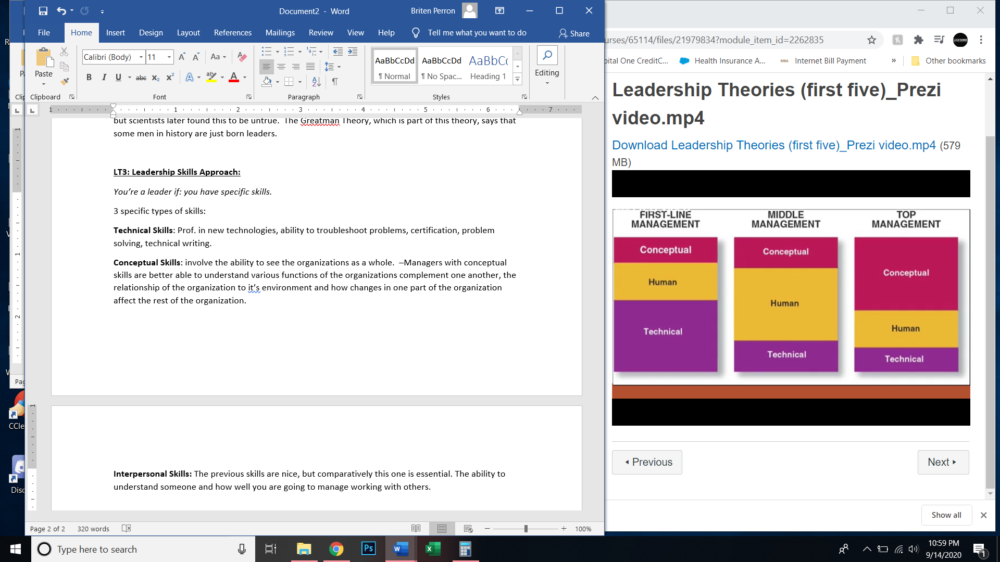 Document2 - Word
Briten Perron
File Home Insert Design Layout References Mailings Review View Help Tell me what you want to do Share
Calibri (Body) 11
Paste
Clipboard Font Paragraph Styles
AaBbCcDd AaBbCcDd AaBbC
¶ Normal ¶ No Spac... Heading 1
Editing
1 1 2 3 4 5 6 7
but scientists later found this to be untrue. The Greatman Theory, which is part of this theory, says that
some men in history are just born leaders.
LT3: Leadership Skills Approach:
You’re a leader if: you have specific skills.
3 specific types of skills:
Technical Skills: Prof. in new technologies, ability to troubleshoot problems, certification, problem
solving, technical writing.
Conceptual Skills: involve the ability to see the organizations as a whole. –Managers with conceptual
skills are better able to understand various functions of the organizations complement one another, the
relationship of the organization to it’s environment and how changes in one part of the organization
affect the rest of the organization.
Interpersonal Skills: The previous skills are nice, but comparatively this one is essential. The ability to
understand someone and how well you are going to manage working with others.
Page 2 of 2 320 words 100%
urses/65114/files/21979834?module_item_id=2262835
pital One CreditC... Health Insurance A... MBA Internet Bill Payment » Other bookmarks
Leadership Theories (first five)_Prezi
video.mp4
Download Leadership Theories (first five)_Prezi video.mp4 (579
MB)
FIRST-LINE
MANAGEMENT
Conceptual
Human
Technical
MIDDLE
MANAGEMENT
Conceptual
Human
Technical
TOP
MANAGEMENT
Conceptual
Human
Technical
Previous
Next
Show all
CCle
Disc
Type here to search
10:59 PM
9/14/2020
1